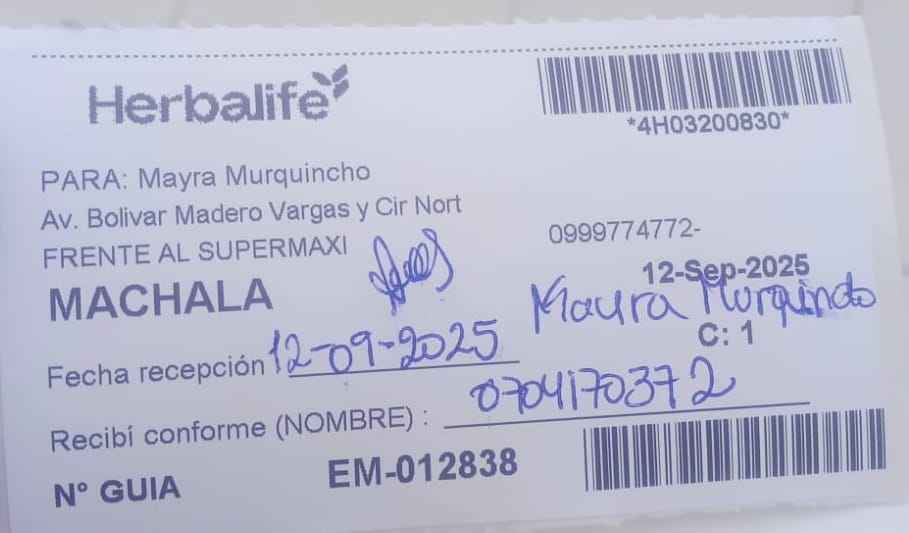 Herbalife
*4H03200830*
PARA: Mayra Murquincho
Av. Bolivar Madero Vargas y Cir Nort
FRENTE AL SUPERMAXI
0999774772-
MACHALA
12-Sep-2025
Mayra Murquincho
C: 1
Fecha recepción 12-09-2025
Recibí conforme (NOMBRE) : 0704170372
N° GUIA EM-012838